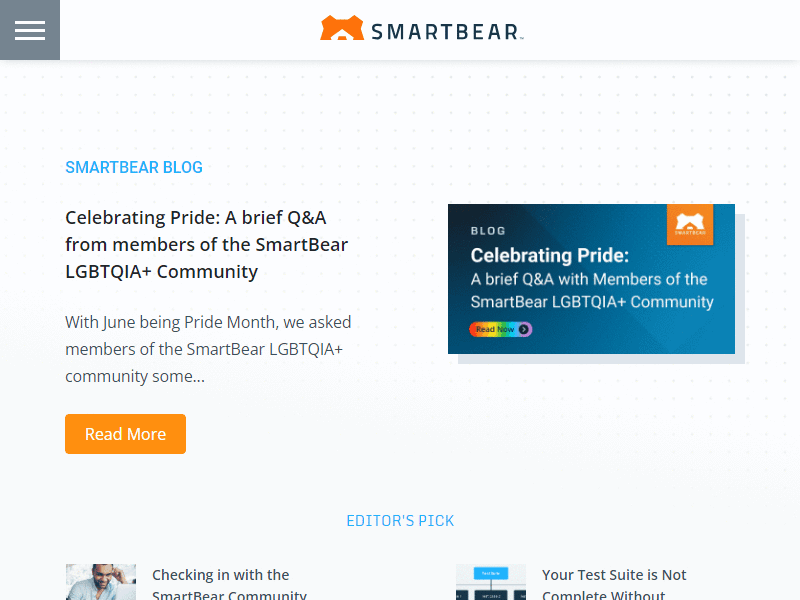 SMARTBEAR
SMARTBEAR BLOG
Celebrating Pride: A brief Q&A
from members of the SmartBear
LGBTQIA+ Community
With June being Pride Month, we asked
members of the SmartBear LGBTQIA+
community some...
Read More
SMARTBEAR
BLOG
Celebrating Pride:
A brief Q&A with Members of the
SmartBear LGBTQIA+ Community
Read Now
EDITOR'S PICK
Checking in with the
SmartBear Community
Your Test Suite is Not
Complete Without